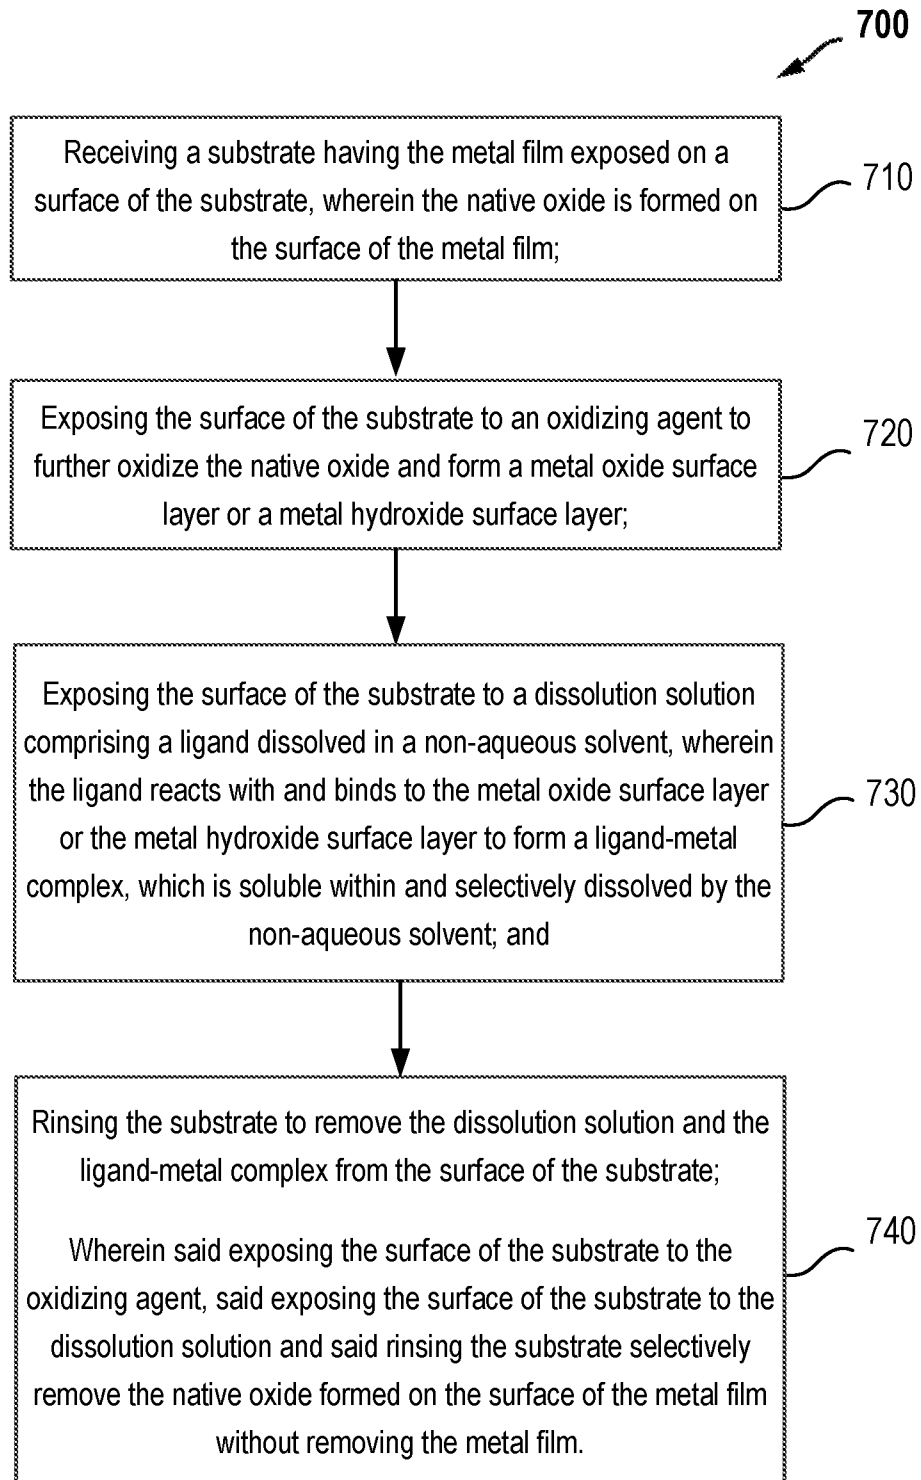 700
Receiving a substrate having the metal film exposed on a
surface of the substrate, wherein the native oxide is formed on
the surface of the metal film;
710
Exposing the surface of the substrate to an oxidizing agent to
further oxidize the native oxide and form a metal oxide surface
layer or a metal hydroxide surface layer;
720
Exposing the surface of the substrate to a dissolution solution
comprising a ligand dissolved in a non-aqueous solvent, wherein
the ligand reacts with and binds to the metal oxide surface layer
or the metal hydroxide surface layer to form a ligand-metal
complex, which is soluble within and selectively dissolved by the
non-aqueous solvent; and
730
Rinsing the substrate to remove the dissolution solution and the
ligand-metal complex from the surface of the substrate;
Wherein said exposing the surface of the substrate to the
oxidizing agent, said exposing the surface of the substrate to the
dissolution solution and said rinsing the substrate selectively
remove the native oxide formed on the surface of the metal film
without removing the metal film.
740